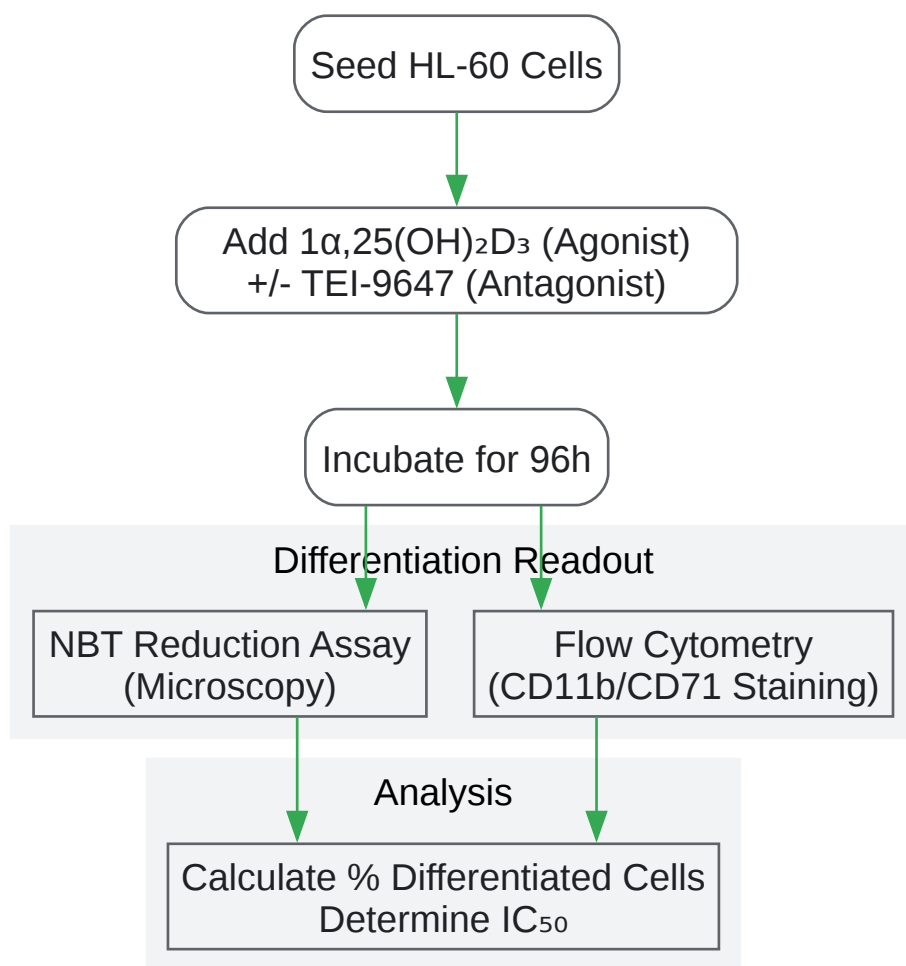 Seed HL-60 Cells
Add 1α,25(OH)₂D₃ (Agonist)
+/- TEI-9647 (Antagonist)
Incubate for 96h
Differentiation Readout
NBT Reduction Assay
(Microscopy)
Flow Cytometry
(CD11b/CD71 Staining)
Analysis
Calculate % Differentiated Cells
Determine IC₅₀